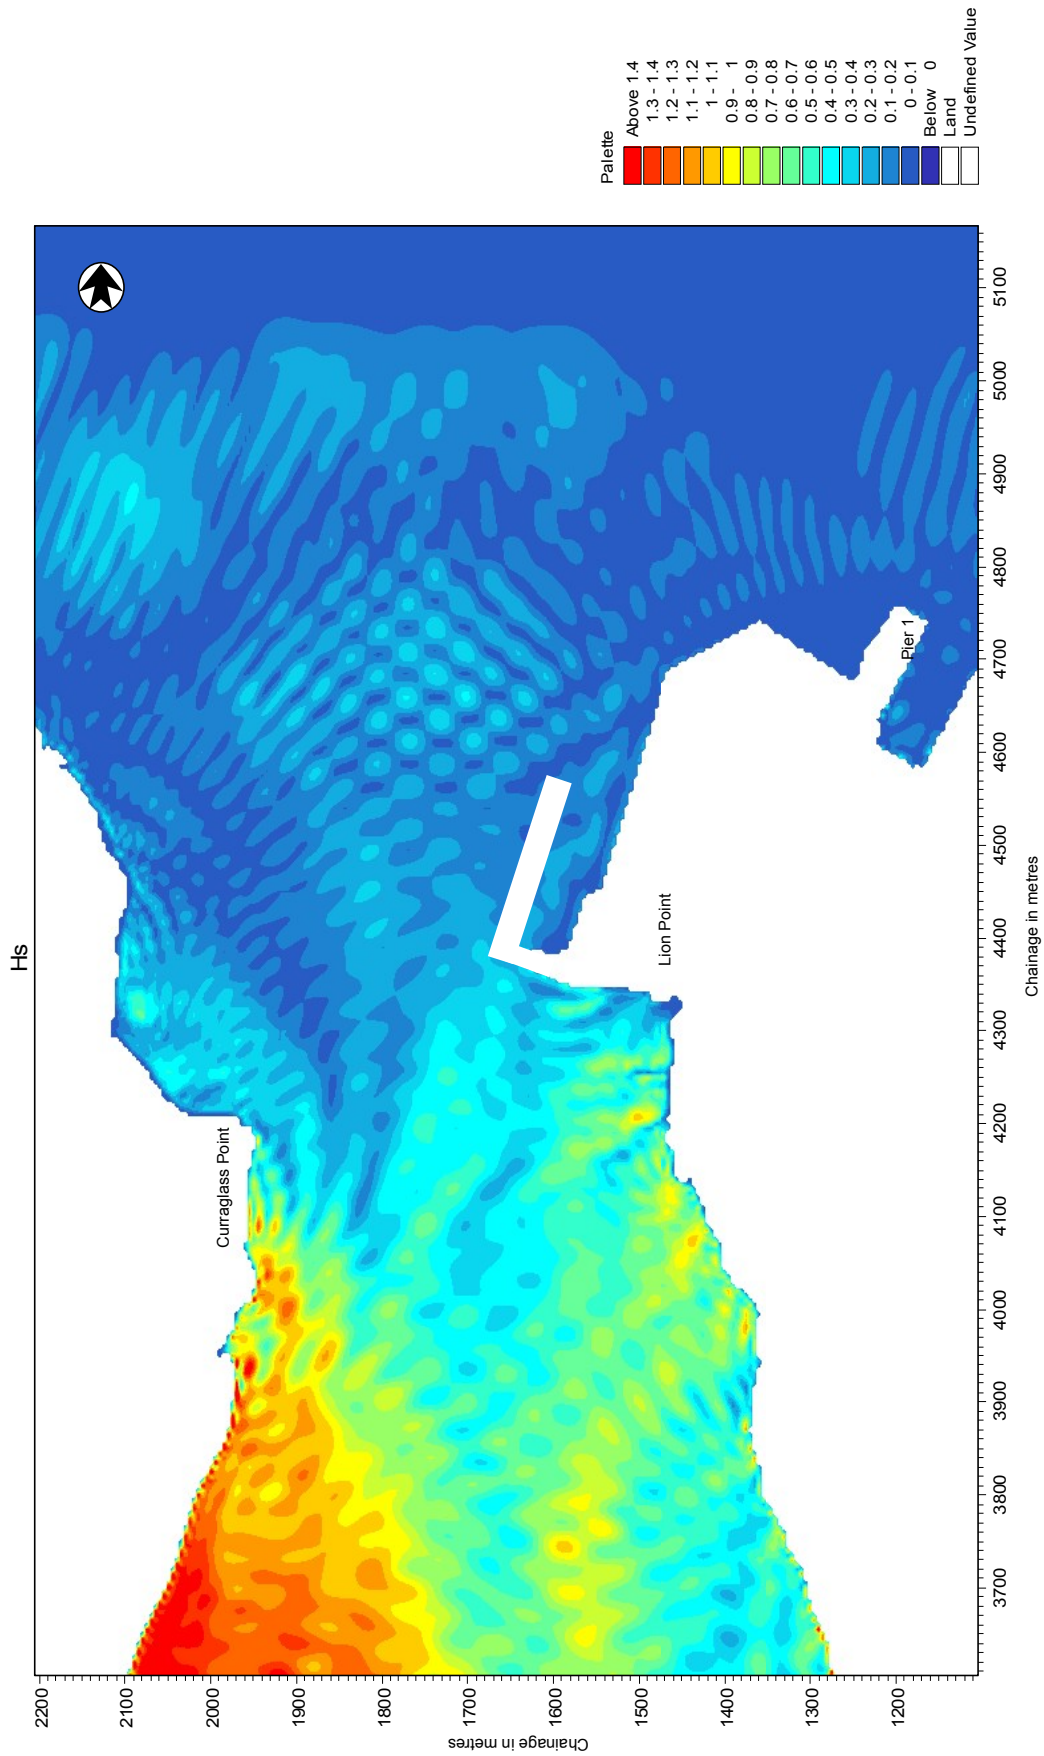 Hs
Palette
Above 1.4
1.3 - 1.4
1.2 - 1.3
1.1 - 1.2
1 - 1.1
0.9 - 1
0.8 - 0.9
0.7 - 0.8
0.6 - 0.7
0.5 - 0.6
0.4 - 0.5
0.3 - 0.4
0.2 - 0.3
0.1 - 0.2
0 - 0.1
Below 0
Land
Undefined Value
Curraglass Point
Lion Point
Pier 1
2200
2100
2000
1900
1800
1700
1600
1500
1400
1300
1200
Chainage in metres
3700
3800
3900
4000
4100
4200
4300
4400
4500
4600
4700
4800
4900
5000
5100
Chainage in metres